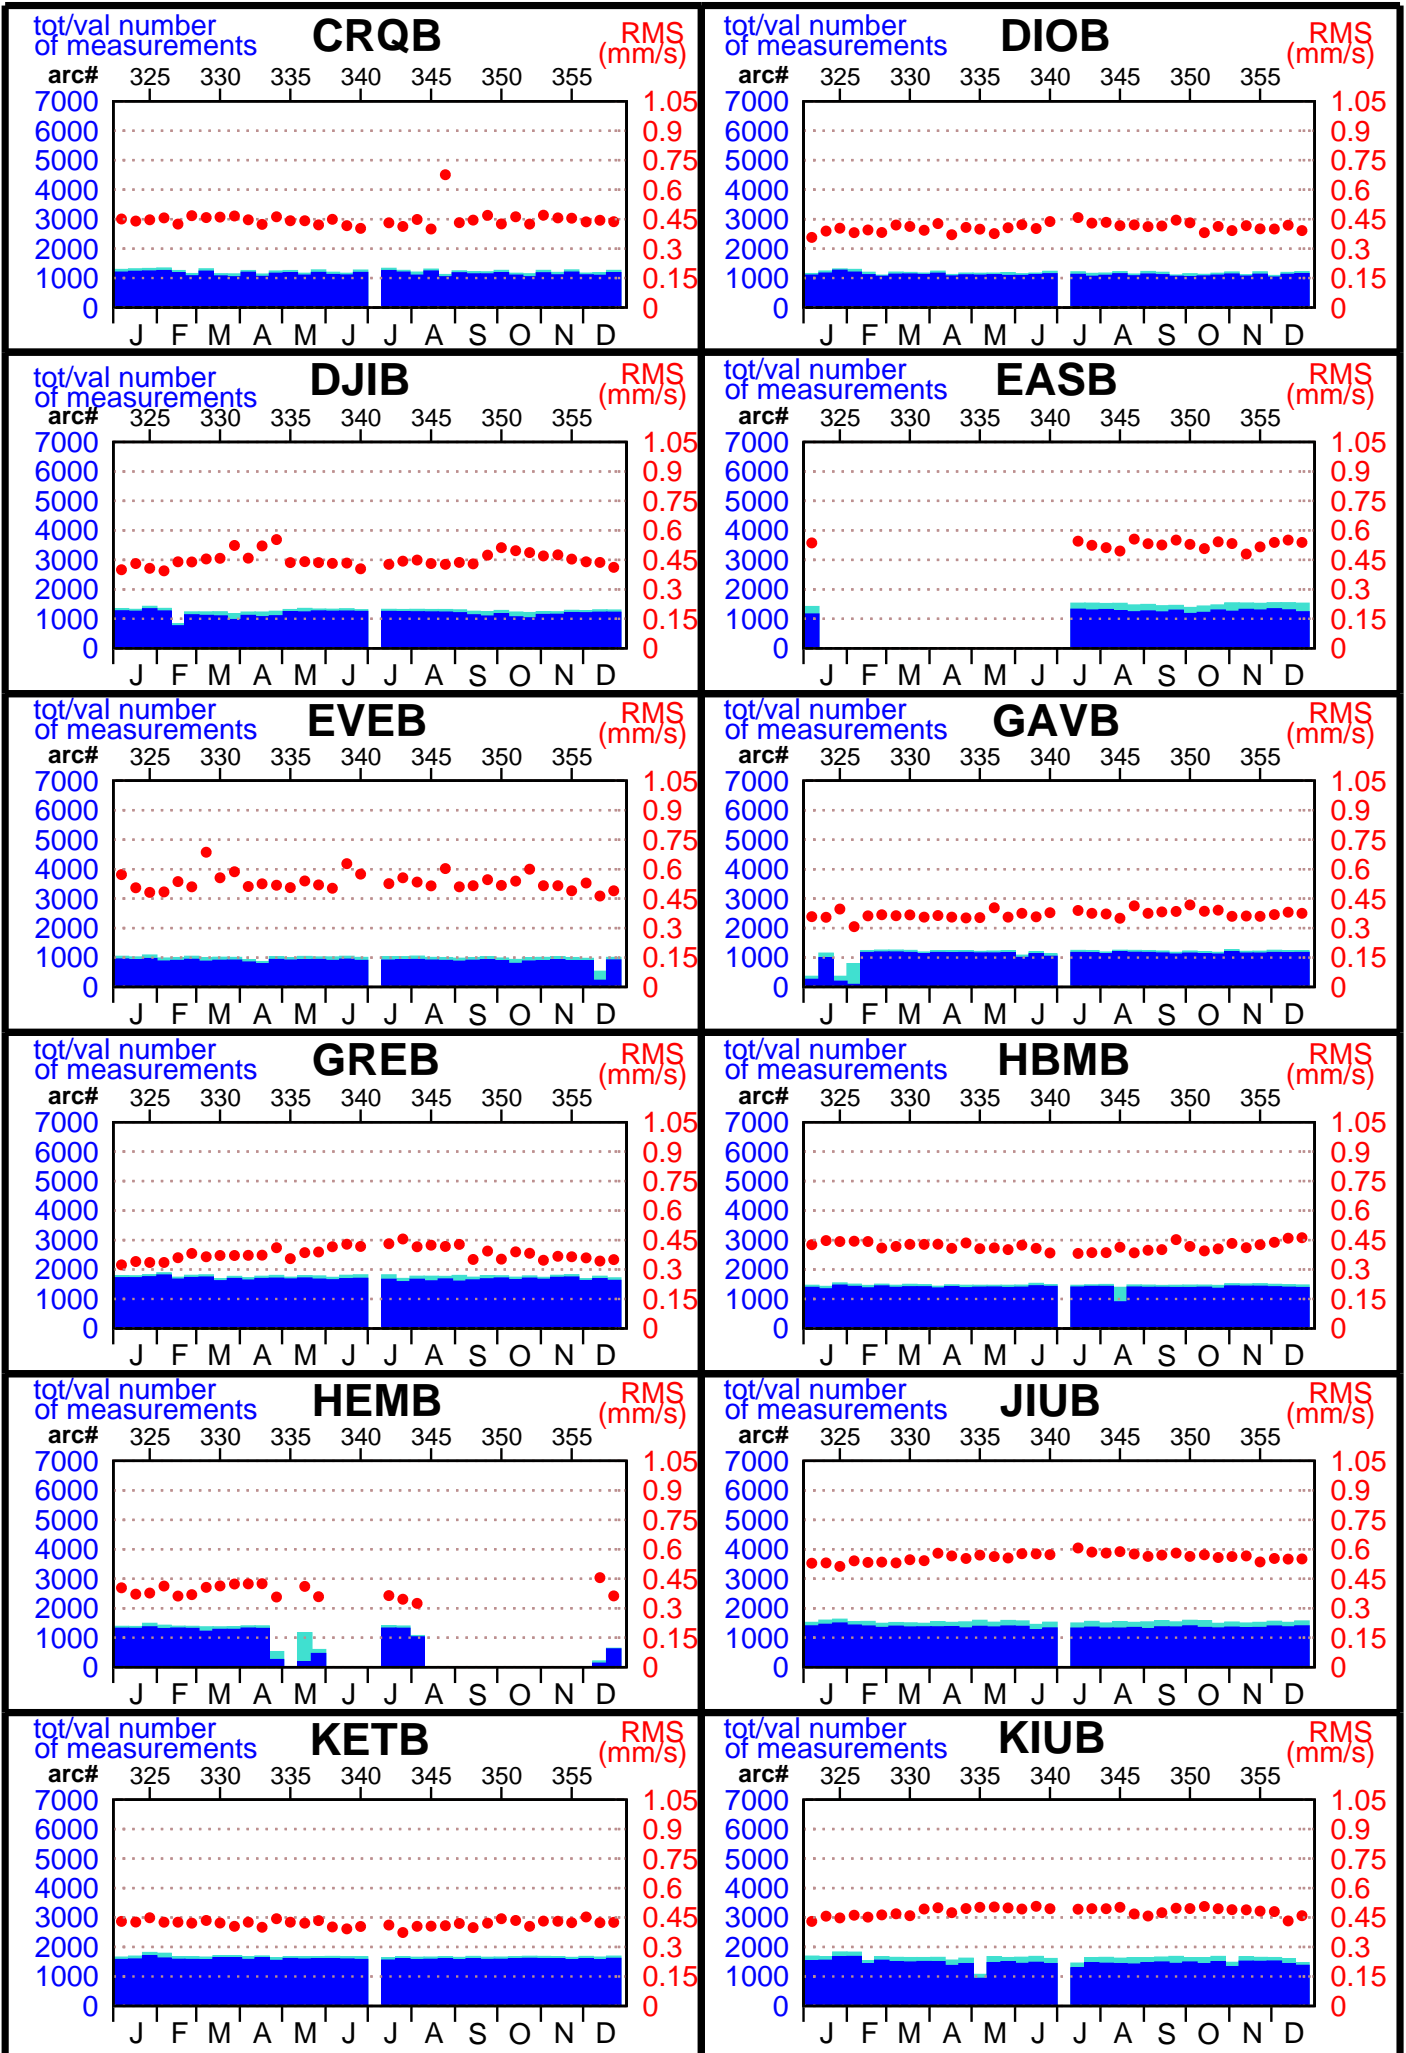 tot/val number CRQB RMS
of measurements (mm/s)
arc# 325 330 335 340 345 350 355
7000 1.05
6000 0.9
5000 0.75
4000 0.6
3000 0.45
2000 0.3
1000 0.15
0 0
J F M A M J J A S O N D
tot/val number DIOB RMS
of measurements (mm/s)
arc# 325 330 335 340 345 350 355
7000 1.05
6000 0.9
5000 0.75
4000 0.6
3000 0.45
2000 0.3
1000 0.15
0 0
J F M A M J J A S O N D
tot/val number DJIB RMS
of measurements (mm/s)
arc# 325 330 335 340 345 350 355
7000 1.05
6000 0.9
5000 0.75
4000 0.6
3000 0.45
2000 0.3
1000 0.15
0 0
J F M A M J J A S O N D
tot/val number EASB RMS
of measurements (mm/s)
arc# 325 330 335 340 345 350 355
7000 1.05
6000 0.9
5000 0.75
4000 0.6
3000 0.45
2000 0.3
1000 0.15
0 0
J F M A M J J A S O N D
tot/val number EVEB RMS
of measurements (mm/s)
arc# 325 330 335 340 345 350 355
7000 1.05
6000 0.9
5000 0.75
4000 0.6
3000 0.45
2000 0.3
1000 0.15
0 0
J F M A M J J A S O N D
tot/val number GAVB RMS
of measurements (mm/s)
arc# 325 330 335 340 345 350 355
7000 1.05
6000 0.9
5000 0.75
4000 0.6
3000 0.45
2000 0.3
1000 0.15
0 0
J F M A M J J A S O N D
tot/val number GREB RMS
of measurements (mm/s)
arc# 325 330 335 340 345 350 355
7000 1.05
6000 0.9
5000 0.75
4000 0.6
3000 0.45
2000 0.3
1000 0.15
0 0
J F M A M J J A S O N D
tot/val number HBMB RMS
of measurements (mm/s)
arc# 325 330 335 340 345 350 355
7000 1.05
6000 0.9
5000 0.75
4000 0.6
3000 0.45
2000 0.3
1000 0.15
0 0
J F M A M J J A S O N D
tot/val number HEMB RMS
of measurements (mm/s)
arc# 325 330 335 340 345 350 355
7000 1.05
6000 0.9
5000 0.75
4000 0.6
3000 0.45
2000 0.3
1000 0.15
0 0
J F M A M J J A S O N D
tot/val number JIUB RMS
of measurements (mm/s)
arc# 325 330 335 340 345 350 355
7000 1.05
6000 0.9
5000 0.75
4000 0.6
3000 0.45
2000 0.3
1000 0.15
0 0
J F M A M J J A S O N D
tot/val number KETB RMS
of measurements (mm/s)
arc# 325 330 335 340 345 350 355
7000 1.05
6000 0.9
5000 0.75
4000 0.6
3000 0.45
2000 0.3
1000 0.15
0 0
J F M A M J J A S O N D
tot/val number KIUB RMS
of measurements (mm/s)
arc# 325 330 335 340 345 350 355
7000 1.05
6000 0.9
5000 0.75
4000 0.6
3000 0.45
2000 0.3
1000 0.15
0 0
J F M A M J J A S O N D